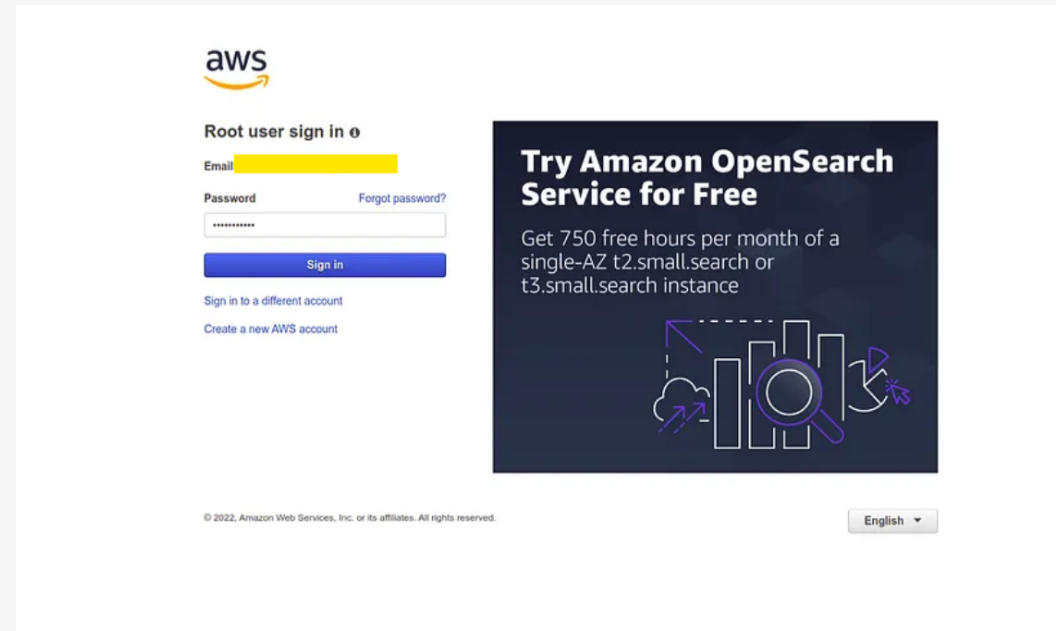 aws
Root user sign in
Email
Password Forgot password?
•••••••••••
Sign in
Sign in to a different account
Create a new AWS account
Try Amazon OpenSearch
Service for Free
Get 750 free hours per month of a
single-AZ t2.small.search or
t3.small.search instance
© 2022, Amazon Web Services, Inc. or its affiliates. All rights reserved.
English